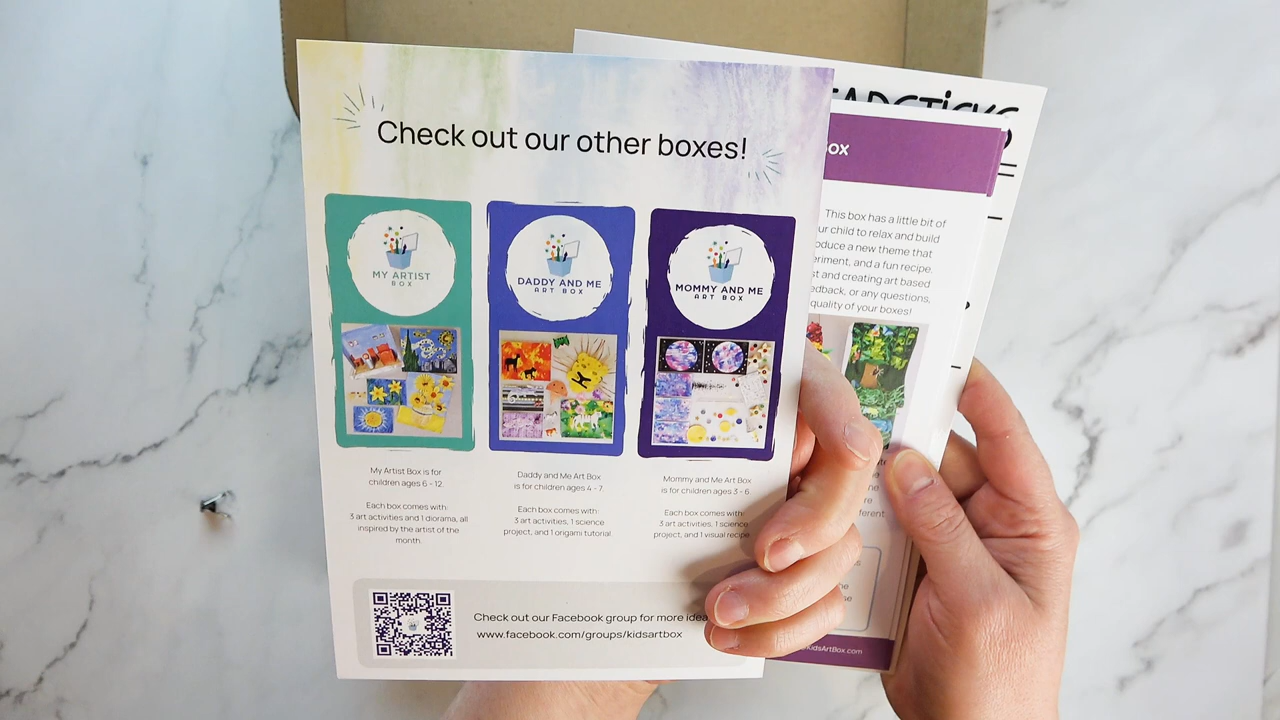 Check out our other boxes!
MY ARTIST
BOX
My Artist Box is for
children ages 6 - 12.
Each box comes with:
3 art activities and 1 diorama, all
inspired by the artist of the
month.
DADDY AND ME
ART BOX
Daddy and Me Art Box
is for children ages 4 - 7.
Each box comes with:
3 art activities, 1 science
project, and 1 origami tutorial
MOMMY AND ME
ART BOX
Mommy and Me Art Box
is for children ages 3 - 6
Each box comes with:
3 art activities, 1 science
project, and 1 visual recipe
Check out our Facebook group for more idea
www.facebook.com/groups/kidsartbox
ox
This box has a little bit of
ur child to relax and build
oduce a new theme that
eriment, and a fun recipe.
st and creating art based
edback, or any questions,
quality of your boxes!
ferent
kidsArtBox.com